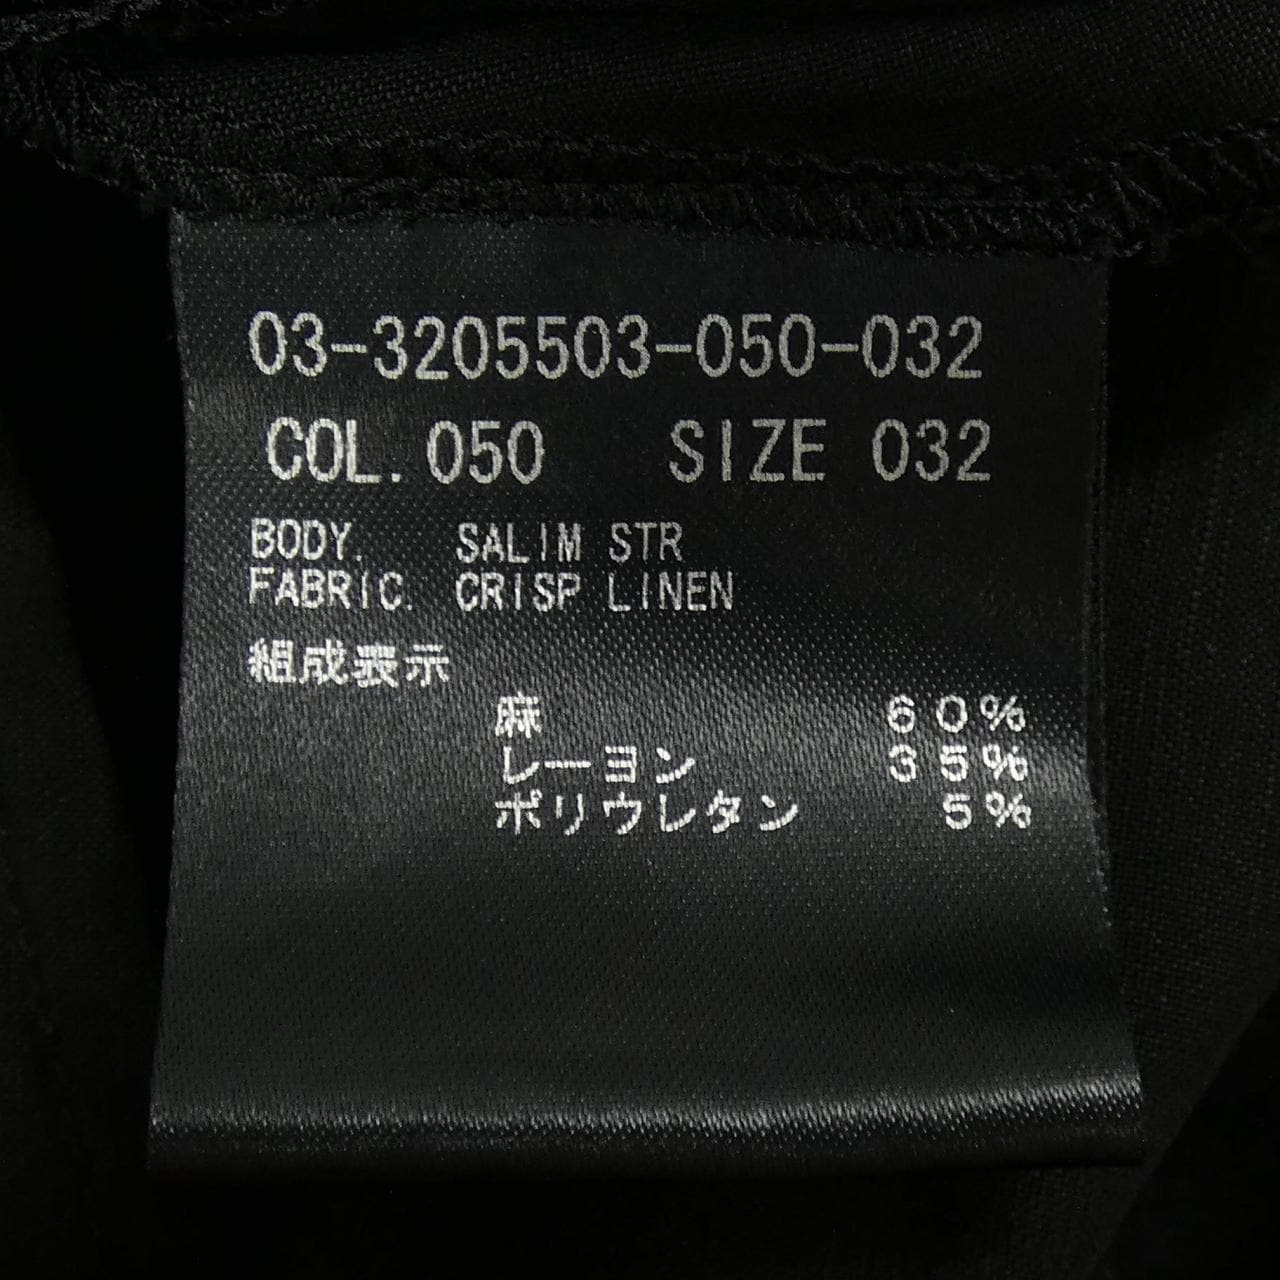 03-3205503-050-032
COL. 050 SIZE 032
BODY. SALIM STR
FABRIC. CRISP LINEN
組成表示
麻 60%
レーヨン 35%
ポリウレタン 5%